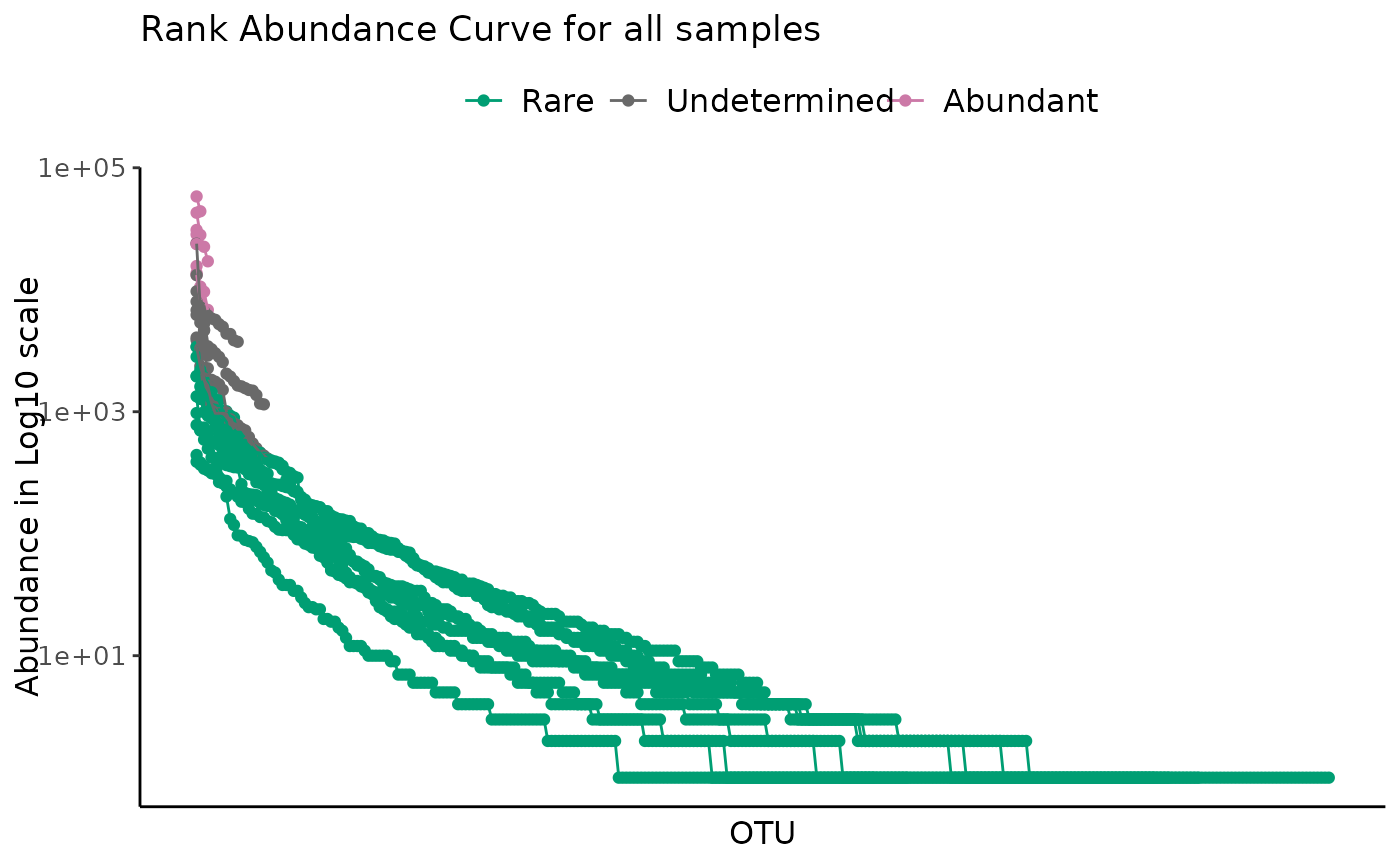 Rank Abundance Curve for all samples
Rare Undetermined Abundant
1e+05
1e+03
1e+01
Abundance in Log10 scale
OTU